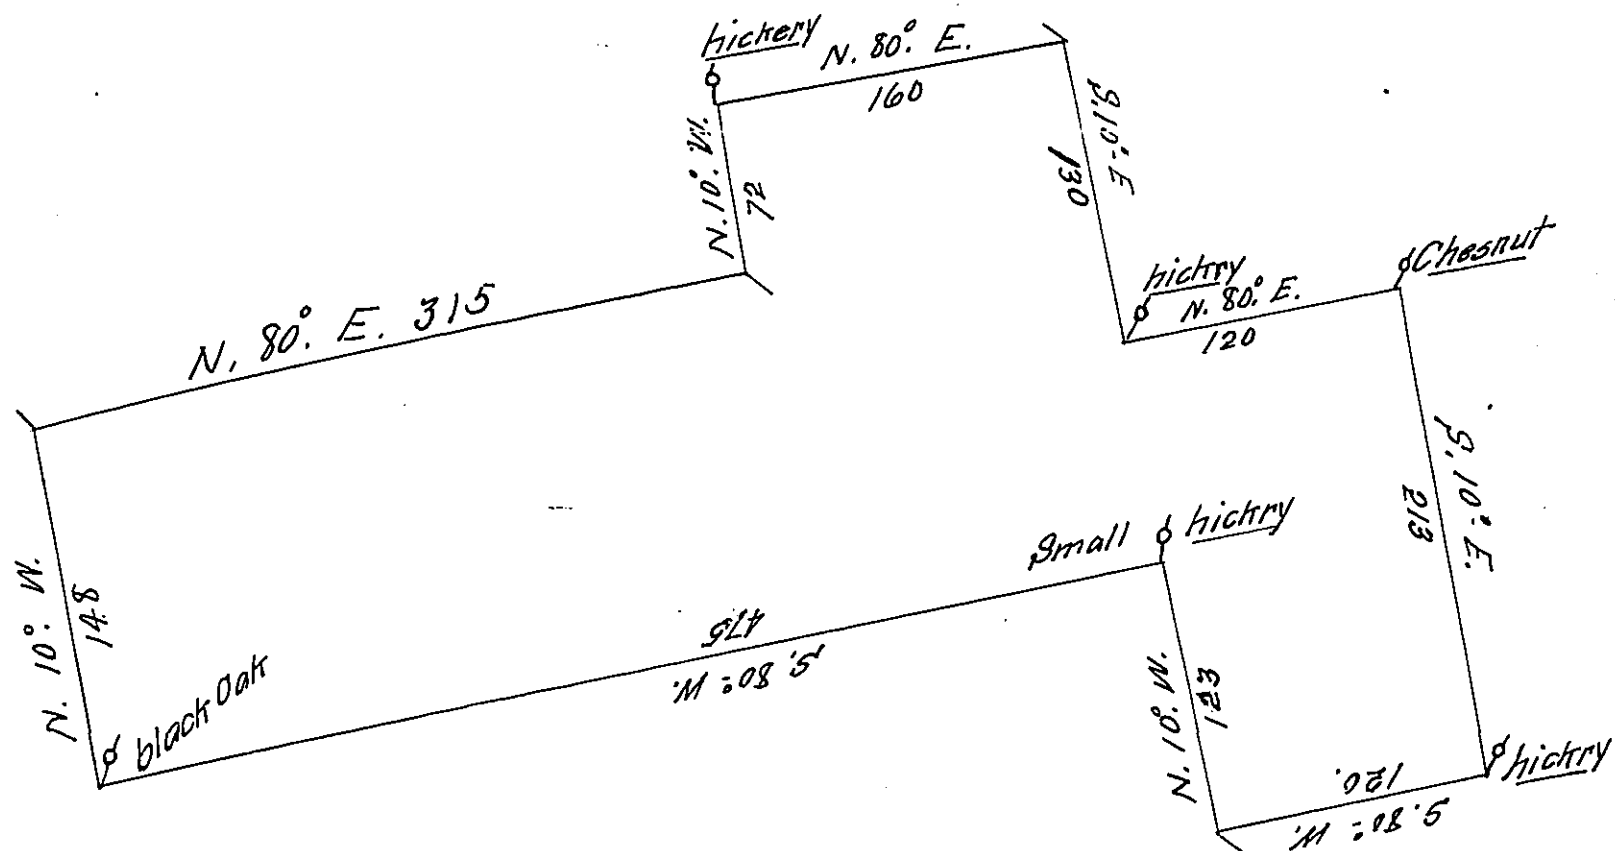 hickery
N. 80°. E.
160
S. 10°. E
130
N. 10°. W.
72
hickry
N. 80°. E.
120
Chesnut
N. 80°. E. 315
S. 10°. E.
213
Small hickry
N. 10°. W.
148
black Oak
475
S. 80°. W.
N. 10°. W.
123
hickry
120.
S. 80°. W.